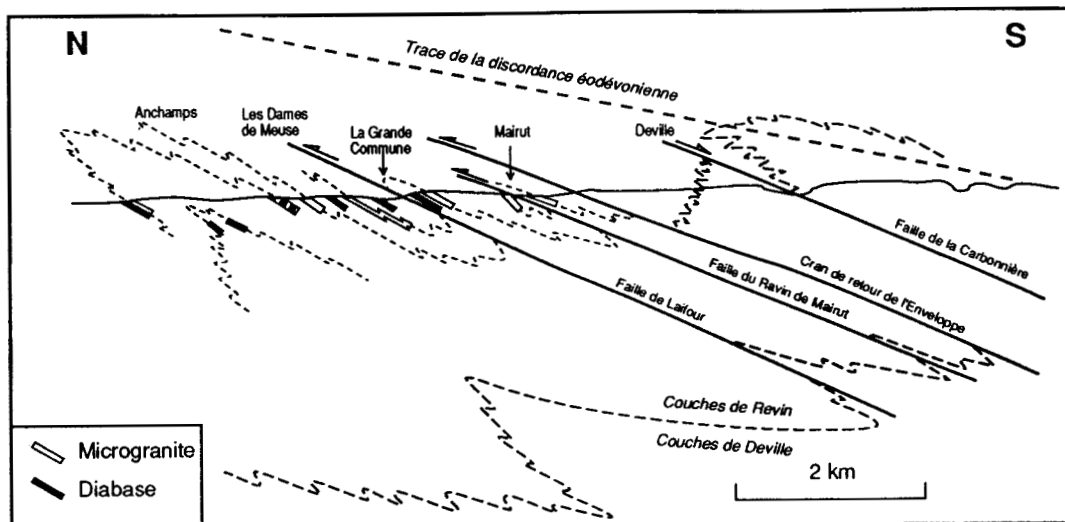 N
S
Trace de la discordance éodévonienne
Anchamps
Les Dames
de Meuse
La Grande
Commune
Mairut
Deville
Faille de la Carbonnière
Cran de retour de l'Enveloppe
Faille du Ravin de Mairut
Faille de Laifour
Couches de Revin
Couches de Deville
Microgranite
Diabase
2 km